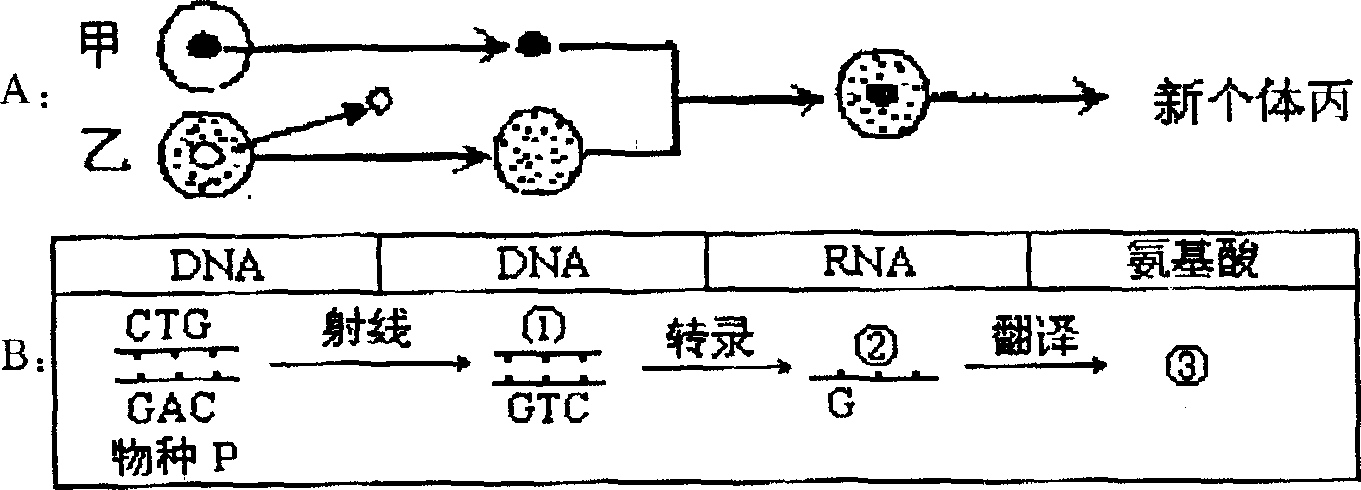 甲
A：
乙
新个体丙
DNA DNA RNA 氨基酸
B：
CTG 射线 ① 转录 ② 翻译 ③
GAC GTC G
物种 P